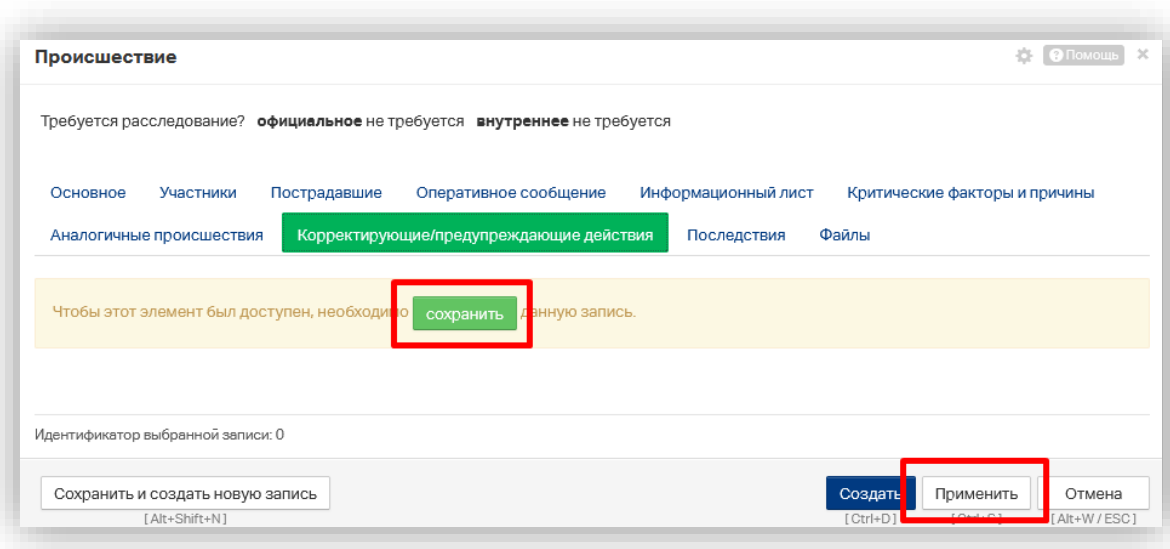 Происшествие
Помощь
Требуется расследование? официальное не требуется внутреннее не требуется
Основное Участники Пострадавшие Оперативное сообщение Информационный лист Критические факторы и причины
Аналогичные происшествия Корректирующие/предупреждающие действия Последствия Файлы
Чтобы этот элемент был доступен, необходимо сохранить данную запись.
Идентификатор выбранной записи: 0
Сохранить и создать новую запись Создать Применить Отмена
[Alt+Shift+N] [Ctrl+D] [Ctrl+S] [Alt+W / ESC]